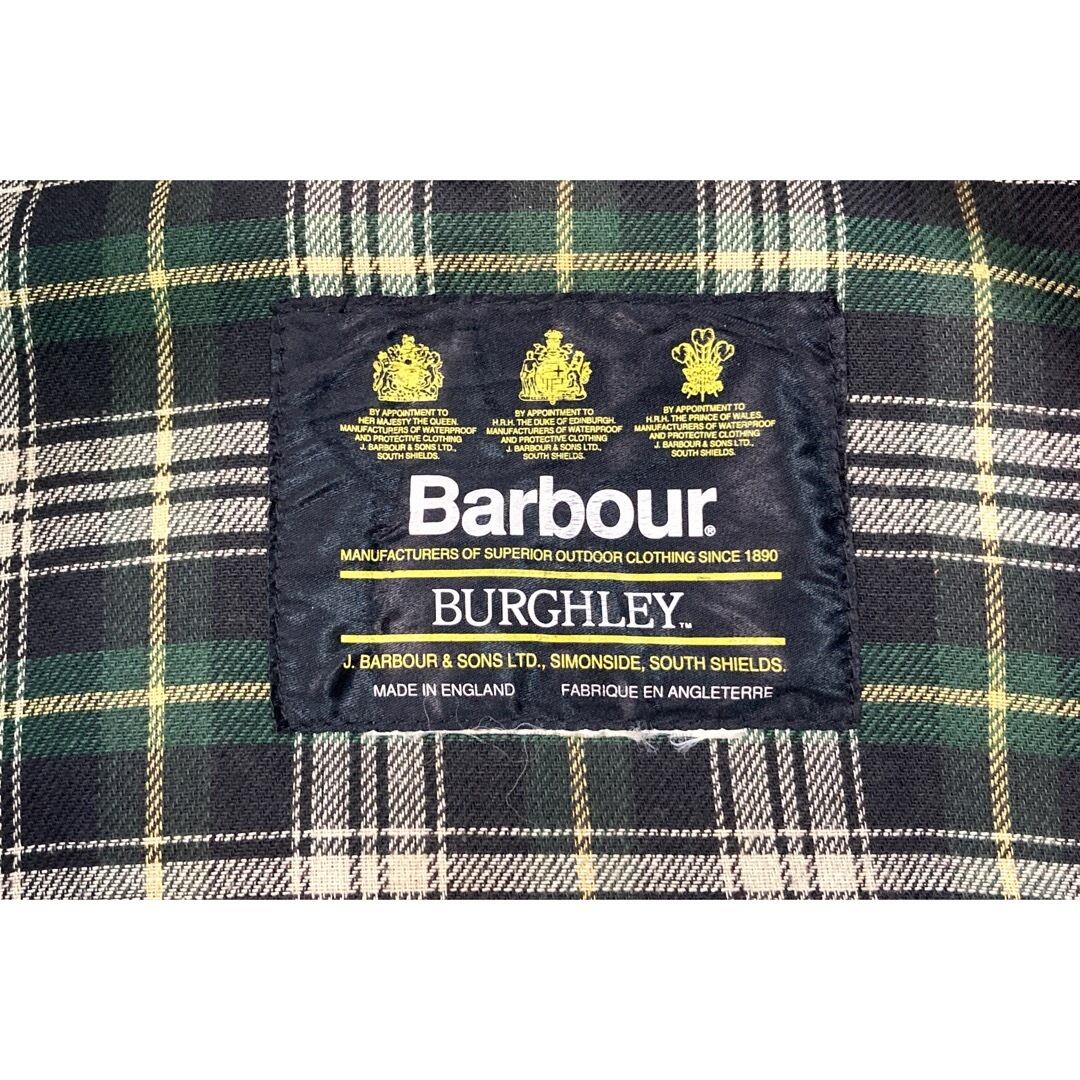 BY APPOINTMENT TO
HER MAJESTY THE QUEEN.
MANUFACTURERS OF WATERPROOF
AND PROTECTIVE CLOTHING
J. BARBOUR & SONS LTD.,
SOUTH SHIELDS.
BY APPOINTMENT TO
H.R.H. THE DUKE OF EDINBURGH.
MANUFACTURERS OF WATERPROOF
AND PROTECTIVE CLOTHING
J. BARBOUR & SONS LTD.,
SOUTH SHIELDS.
BY APPOINTMENT TO
H.R.H. THE PRINCE OF WALES.
MANUFACTURERS OF WATERPROOF
AND PROTECTIVE CLOTHING
J. BARBOUR & SONS LTD.,
SOUTH SHIELDS.
Barbour®
MANUFACTURERS OF SUPERIOR OUTDOOR CLOTHING SINCE 1890
BURGHLEY™
J. BARBOUR & SONS LTD., SIMONSIDE, SOUTH SHIELDS.
MADE IN ENGLAND FABRIQUE EN ANGLETERRE